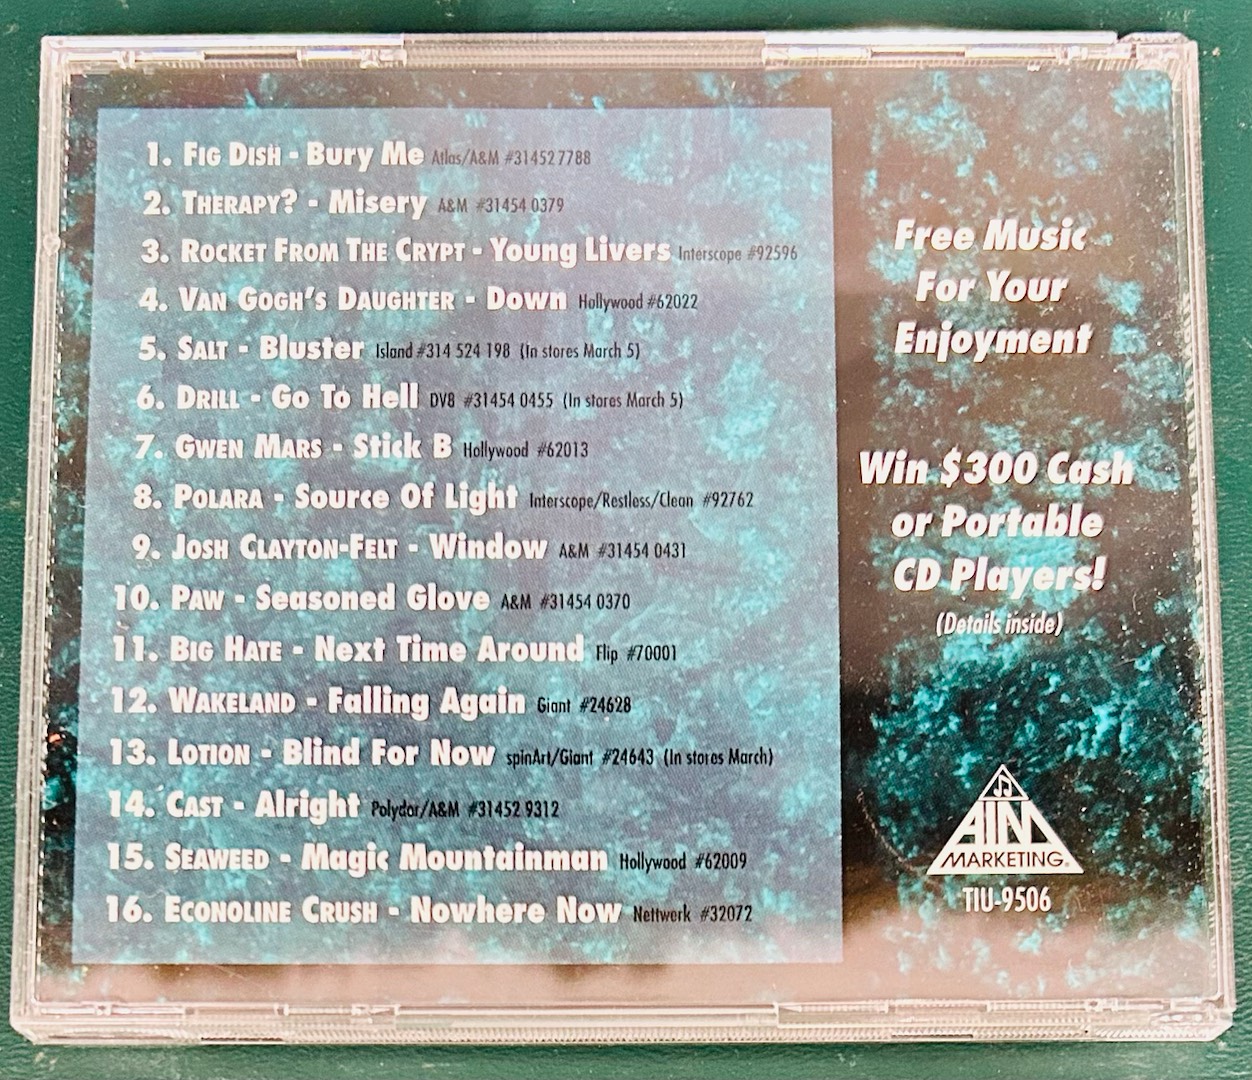 1. Fig Dish - Bury Me Atlas/A&M #31452 7788
2. Therapy? - Misery A&M #31454 0379
3. Rocket From The Crypt - Young Livers Interscope #92596
4. Van Gogh's Daughter - Down Hollywood #62022
5. Salt - Bluster Island #314 524 198 (In stores March 5)
6. Drill - Go To Hell DV8 #31454 0455 (In stores March 5)
7. Gwen Mars - Stick B Hollywood #62013
8. Polara - Source Of Light Interscope/Restless/Clean #92762
9. Josh Clayton-Felt - Window A&M #31454 0431
10. Paw - Seasoned Glove A&M #31454 0370
11. Big Hate - Next Time Around Flip #70001
12. Wakeland - Falling Again Giant #24628
13. Lotion - Blind For Now spinArt/Giant #24643 (In stores March)
14. Cast - Alright Polydor/A&M #31452 9312
15. Seaweed - Magic Mountainman Hollywood #62009
16. Econoline Crush - Nowhere Now Nettwerk #32072
Free Music
For Your
Enjoyment
Win $300 Cash
or Portable
CD Players!
(Details inside)
AIM
MARKETING®
TIU-9506